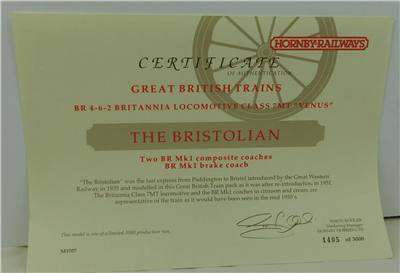 HORNBY RAILWAYS
CERTIFICATE
OF AUTHENTICATION
GREAT BRITISH TRAINS
BR 4-6-2 BRITANNIA LOCOMOTIVE CLASS 7MT "VENUS"
THE BRISTOLIAN
Two BR Mk1 composite coaches
BR Mk1 brake coach
"The Bristolian" was the fast express from Paddington to Bristol introduced by the Great Western
Railway in 1935 and modelled in this Great British Train pack as it was after re-introduction in 1951.
The Britannia Class 7MT locomotive and the BR Mk1 coaches in crimson and cream are
representative of the train as it would have been seen in the mid 1950's
Marketing Manager
HORNBY HOBBIES LTD
This model is one of a limited 3000 production run.
1405 of 3000